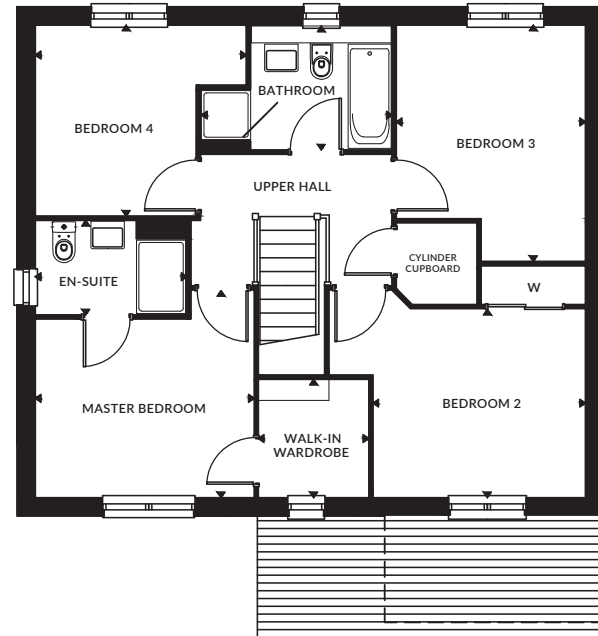 BATHROOM
BEDROOM 4
BEDROOM 3
UPPER HALL
CYLINDER
CUPBOARD
EN-SUITE
W
MASTER BEDROOM
BEDROOM 2
WALK-IN
WARDROBE